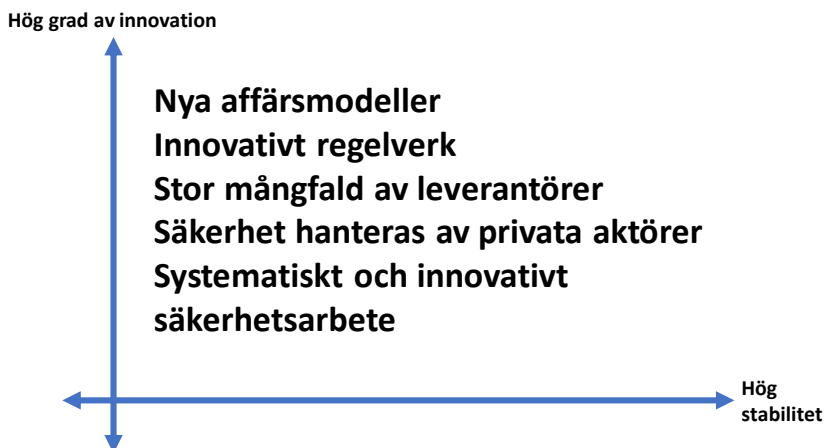 Hög grad av innovation
Nya affärsmodeller
Innovativt regelverk
Stor mångfald av leverantörer
Säkerhet hanteras av privata aktörer
Systematiskt och innovativt
säkerhetsarbete
Hög
stabilitet